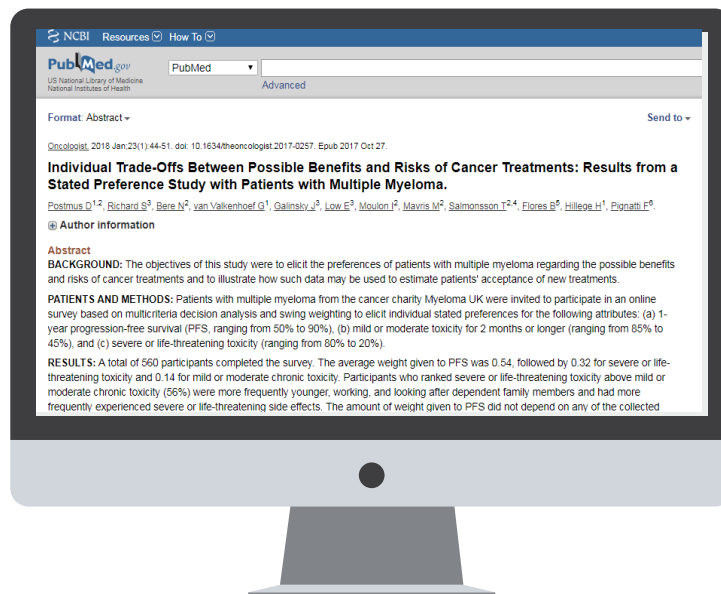 NCBI Resources How To
PubMed.gov
US National Library of Medicine
National Institutes of Health
PubMed
Advanced
Format: Abstract
Send to
Oncologist. 2018 Jan;23(1):44-51. doi: 10.1634/theoncologist.2017-0257. Epub 2017 Oct 27.
Individual Trade-Offs Between Possible Benefits and Risks of Cancer Treatments: Results from a
Stated Preference Study with Patients with Multiple Myeloma.
Postmus D1,2, Richard S3, Bere N2, van Valkenhoef G1, Galinsky J3, Low E3, Moulon I2, Mavris M2, Salmonsson T2,4, Flores B5, Hillege H1, Pignatti F6.
Author information
Abstract
BACKGROUND: The objectives of this study were to elicit the preferences of patients with multiple myeloma regarding the possible benefits
and risks of cancer treatments and to illustrate how such data may be used to estimate patients' acceptance of new treatments.
PATIENTS AND METHODS: Patients with multiple myeloma from the cancer charity Myeloma UK were invited to participate in an online
survey based on multicriteria decision analysis and swing weighting to elicit individual stated preferences for the following attributes: (a) 1-
year progression-free survival (PFS, ranging from 50% to 90%), (b) mild or moderate toxicity for 2 months or longer (ranging from 85% to
45%), and (c) severe or life-threatening toxicity (ranging from 80% to 20%).
RESULTS: A total of 560 participants completed the survey. The average weight given to PFS was 0.54, followed by 0.32 for severe or life-
threatening toxicity and 0.14 for mild or moderate chronic toxicity. Participants who ranked severe or life-threatening toxicity above mild or
moderate chronic toxicity (56%) were more frequently younger, working, and looking after dependent family members and had more
frequently experienced severe or life-threatening side effects. The amount of weight given to PFS did not depend on any of the collected